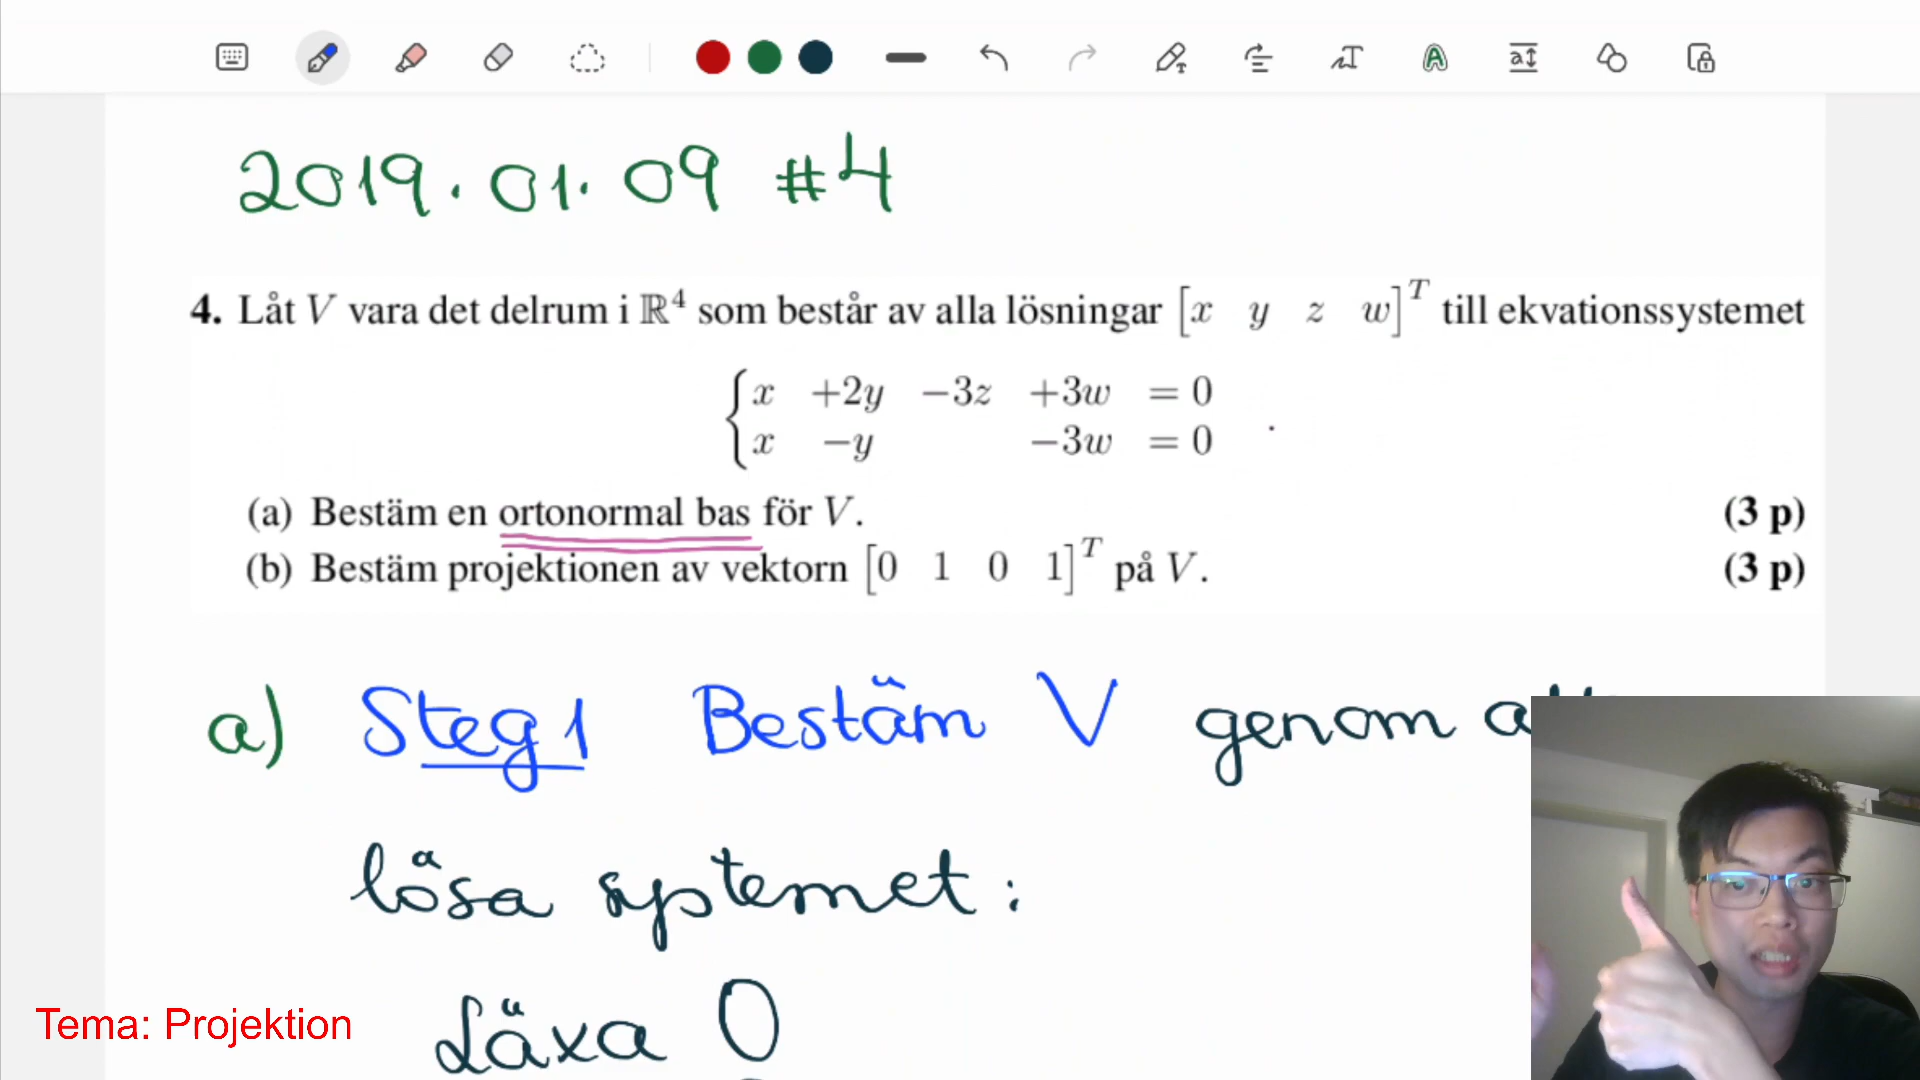 2019.01.09 #4
4. Låt V vara det delrum i ℝ⁴ som består av alla lösningar [x y z w]ᵀ till ekvationssystemet
{x +2y −3z +3w = 0
x −y −3w = 0 .
(a) Bestäm en ortonormal bas för V. (3 p)
(b) Bestäm projektionen av vektorn [0 1 0 1]ᵀ på V. (3 p)
a) Steg 1 Bestäm V genom
lösa systemet:
Läxa 0
Tema: Projektion